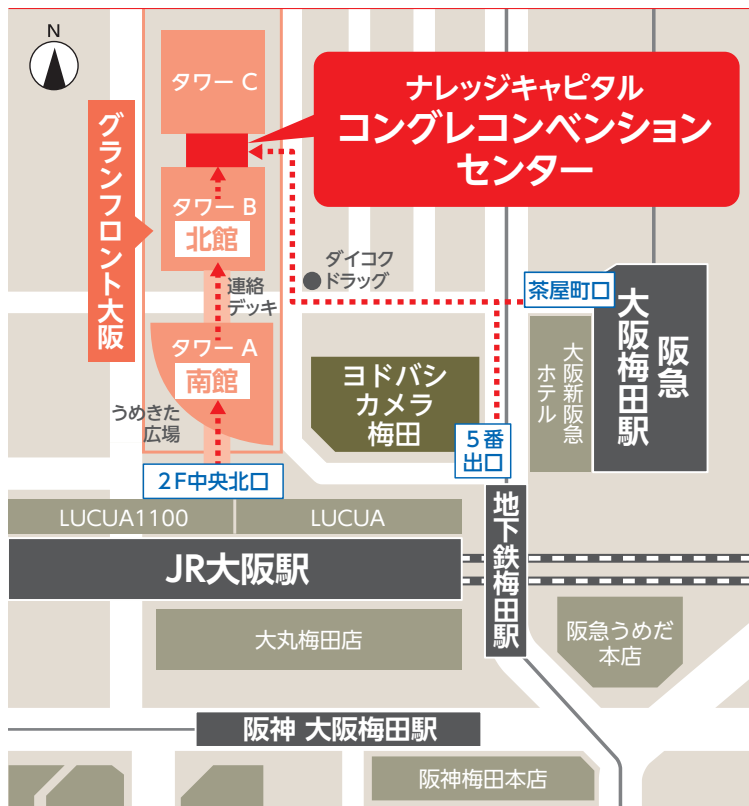 N
タワー C
ナレッジキャピタル
コングレコンベンション
センター
グランフロント大阪
タワー B
北館
連絡
デッキ
ダイコク
ドラッグ
茶屋町口
阪急
大阪梅田駅
タワー A
南館
うめきた
広場
ヨドバシ
カメラ
梅田
大阪新阪急
ホテル
5番
出口
2F中央北口
LUCUA1100
LUCUA
JR大阪駅
地下鉄梅田駅
大丸梅田店
阪急うめだ
本店
阪神 大阪梅田駅
阪神梅田本店